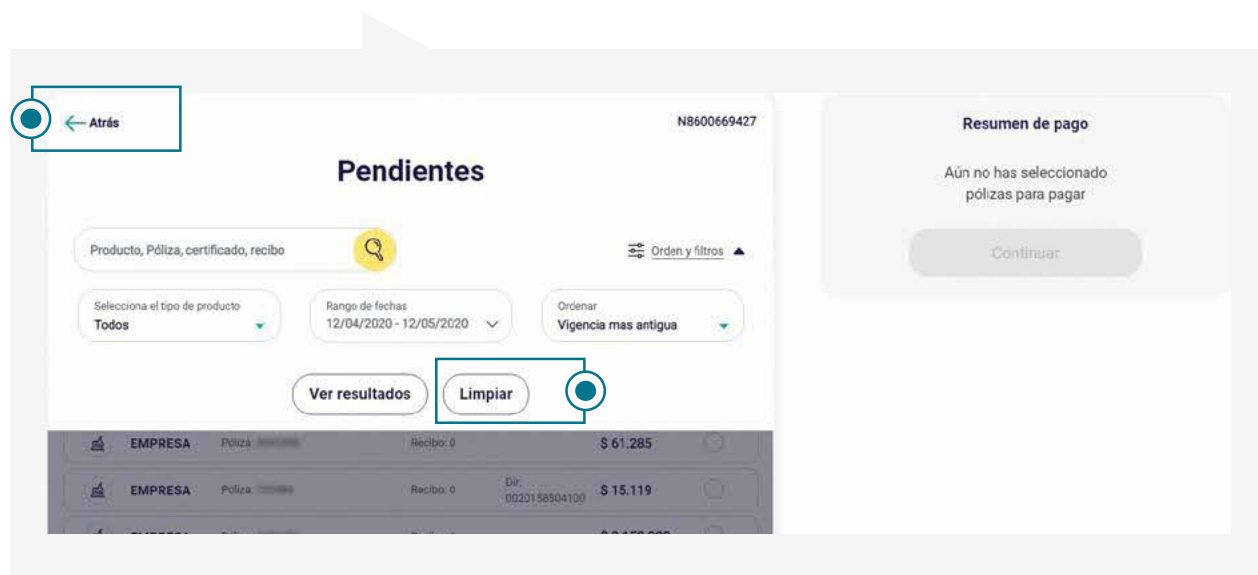 Atrás
N8600669427
Pendientes
Producto, Póliza, certificado, recibo
Orden y filtros
Selecciona el tipo de producto
Todos
Rango de fechas
12/04/2020 - 12/05/2020
Ordenar
Vigencia mas antigua
Ver resultados
Limpiar
EMPRESA Póliza: Recibo: 0 $ 61.285
EMPRESA Póliza: Recibo: 0 Dir: 0020158504100 $ 15.119
Resumen de pago
Aún no has seleccionado
pólizas para pagar
Continuar